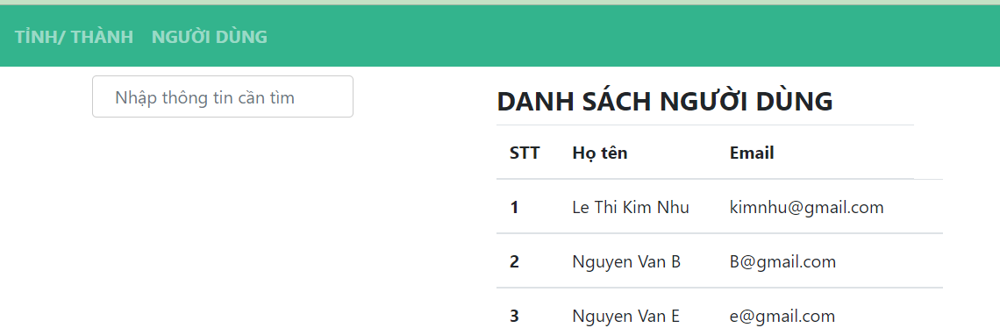 TỈNH/ THÀNH NGƯỜI DÙNG
Nhập thông tin cần tìm
DANH SÁCH NGƯỜI DÙNG
STT Họ tên Email
1 Le Thi Kim Nhu kimnhu@gmail.com
2 Nguyen Van B B@gmail.com
3 Nguyen Van E e@gmail.com